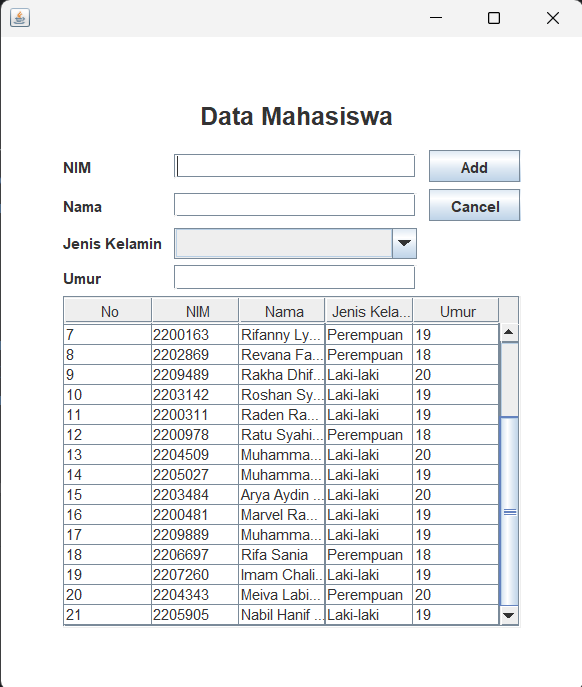 Data Mahasiswa
NIM Add
Nama Cancel
Jenis Kelamin
Umur
No NIM Nama Jenis Kela... Umur
7 2200163 Rifanny Ly... Perempuan 19
8 2202869 Revana Fa... Perempuan 18
9 2209489 Rakha Dhif... Laki-laki 20
10 2203142 Roshan Sy... Laki-laki 19
11 2200311 Raden Ra... Laki-laki 19
12 2200978 Ratu Syahi... Perempuan 18
13 2204509 Muhamma... Laki-laki 20
14 2205027 Muhamma... Laki-laki 19
15 2203484 Arya Aydin ... Laki-laki 20
16 2200481 Marvel Ra... Laki-laki 19
17 2209889 Muhamma... Laki-laki 19
18 2206697 Rifa Sania Perempuan 18
19 2207260 Imam Chali... Laki-laki 19
20 2204343 Meiva Labi... Perempuan 20
21 2205905 Nabil Hanif ... Laki-laki 19